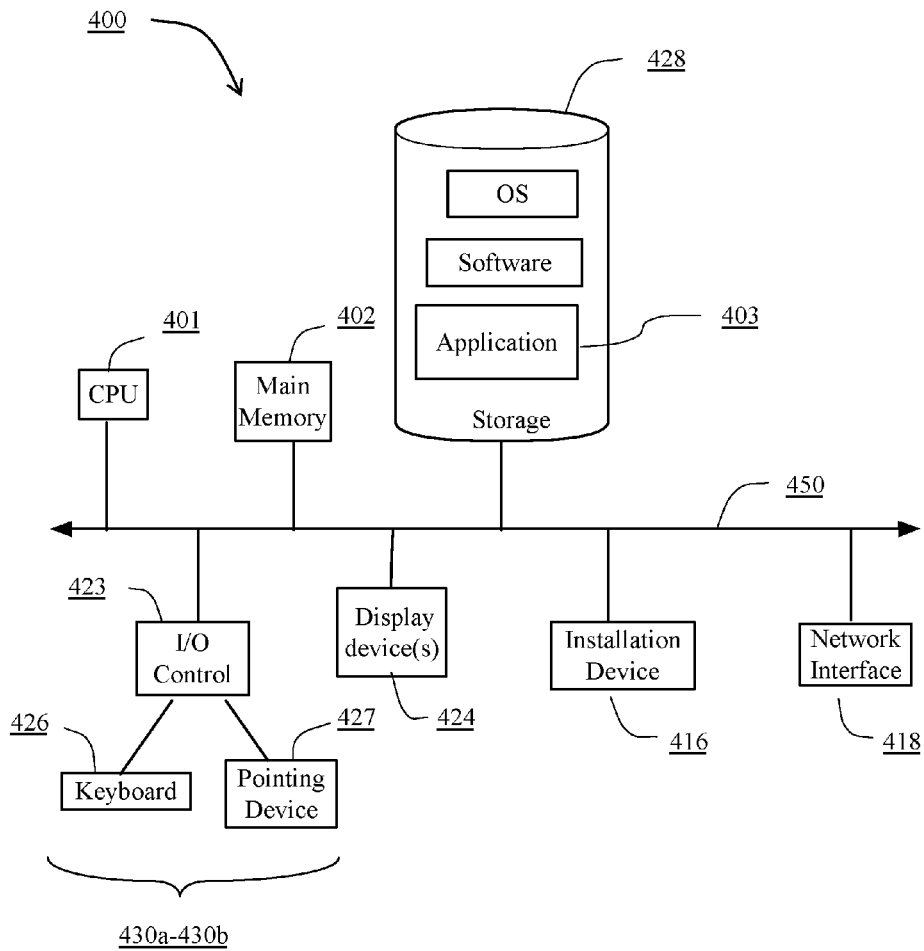 400
428
OS
Software
Application
403
Storage
401
CPU
402
Main
Memory
450
423
I/O
Control
Display
device(s)
424
Installation
Device
416
Network
Interface
418
426
Keyboard
427
Pointing
Device
430a-430b